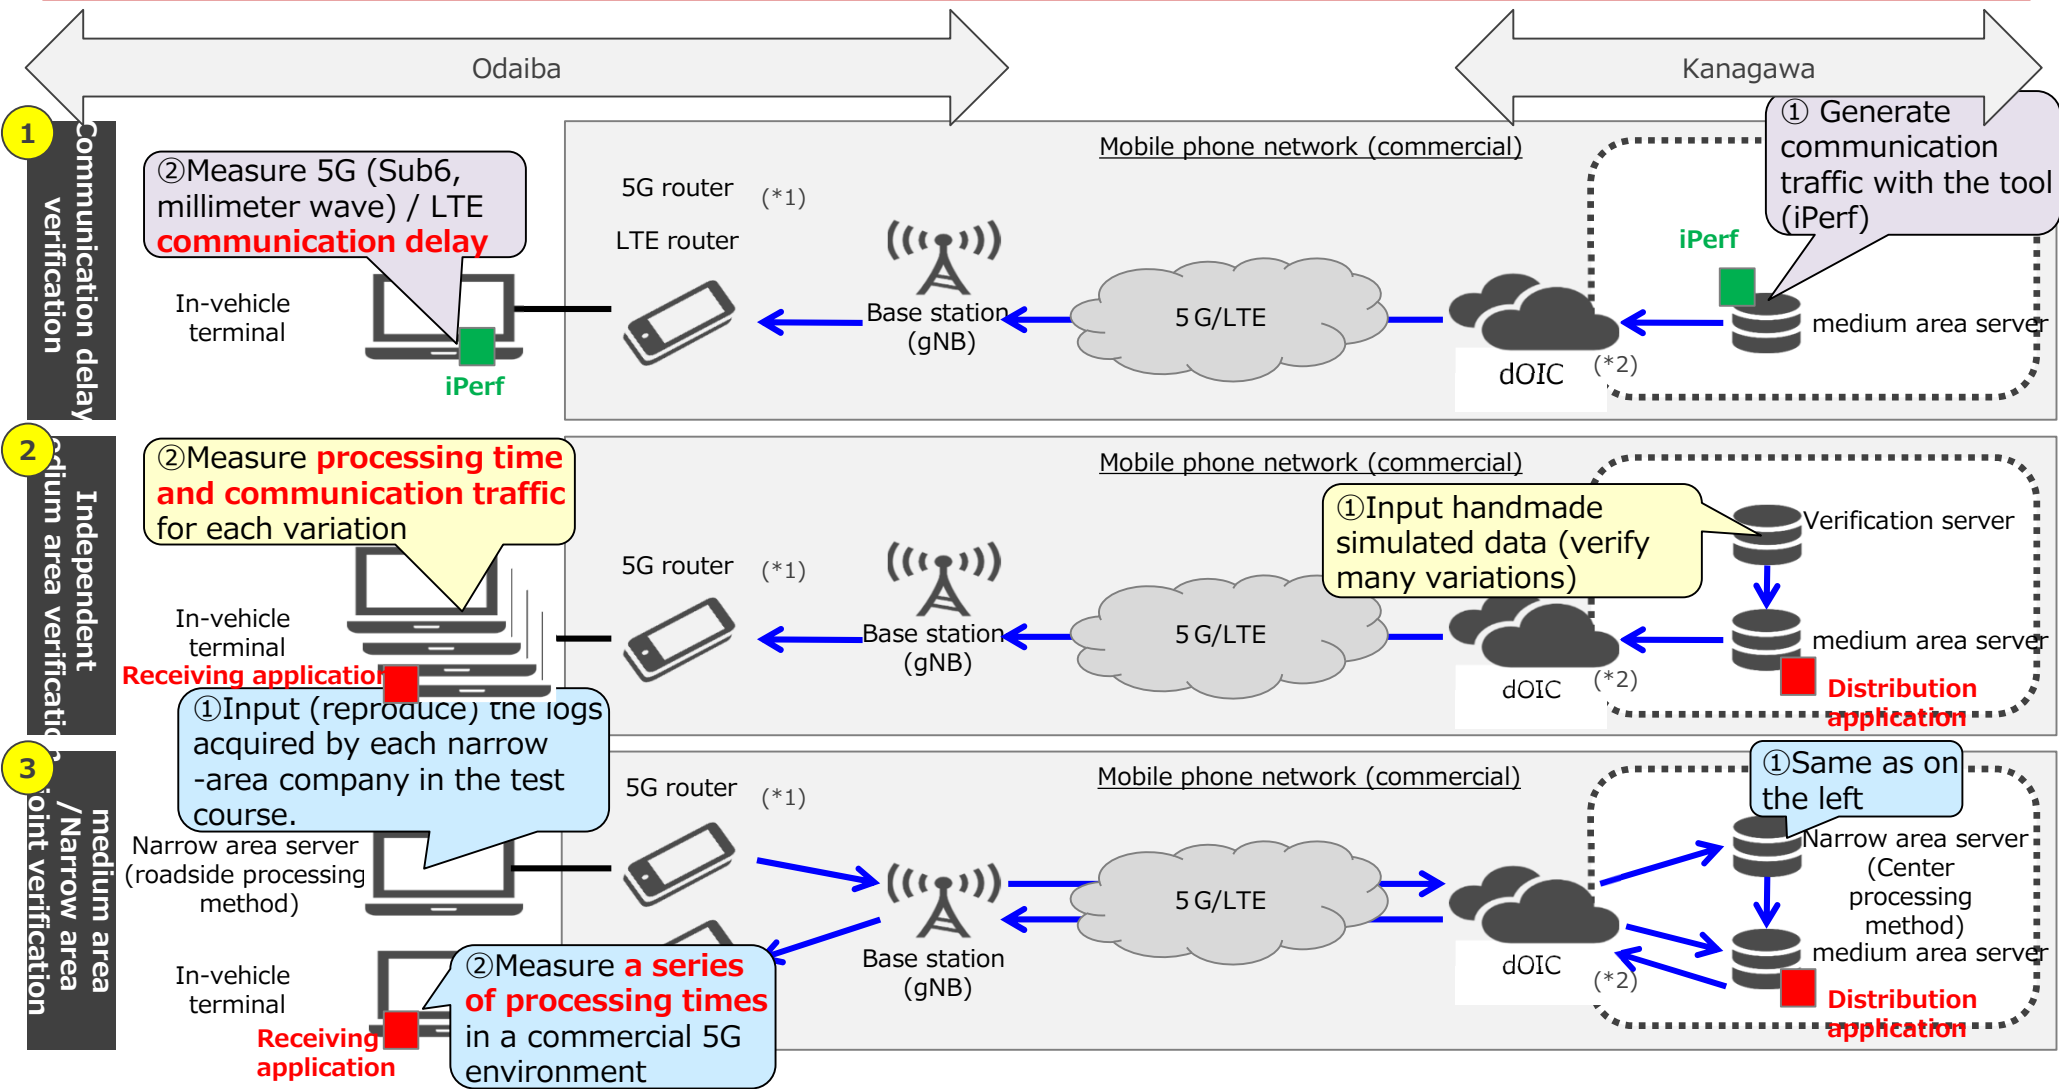 Odaiba
Kanagawa
1
Communication delay
verification
②Measure 5G (Sub6,
millimeter wave) / LTE
communication delay
In-vehicle
terminal
iPerf
5G router
(*1)
LTE router
Mobile phone network (commercial)
Base station
(gNB)
5G/LTE
dOIC
(*2)
① Generate
communication
traffic with the tool
(iPerf)
iPerf
medium area server
2
Independent
edium area verification
②Measure processing time
and communication traffic
for each variation
In-vehicle
terminal
Receiving application
5G router
(*1)
Mobile phone network (commercial)
Base station
(gNB)
5G/LTE
①Input handmade
simulated data (verify
many variations)
dOIC
(*2)
Verification server
medium area server
Distribution
application
3
medium area
/Narrow area
joint verification
①Input (reproduce) the logs
acquired by each narrow
-area company in the test
course.
Narrow area server
(roadside processing
method)
In-vehicle
terminal
Receiving
application
②Measure a series
of processing times
in a commercial 5G
environment
5G router
(*1)
Mobile phone network (commercial)
Base station
(gNB)
5G/LTE
dOIC
(*2)
①Same as on
the left
Narrow area server
(Center
processing
method)
medium area server
Distribution
application